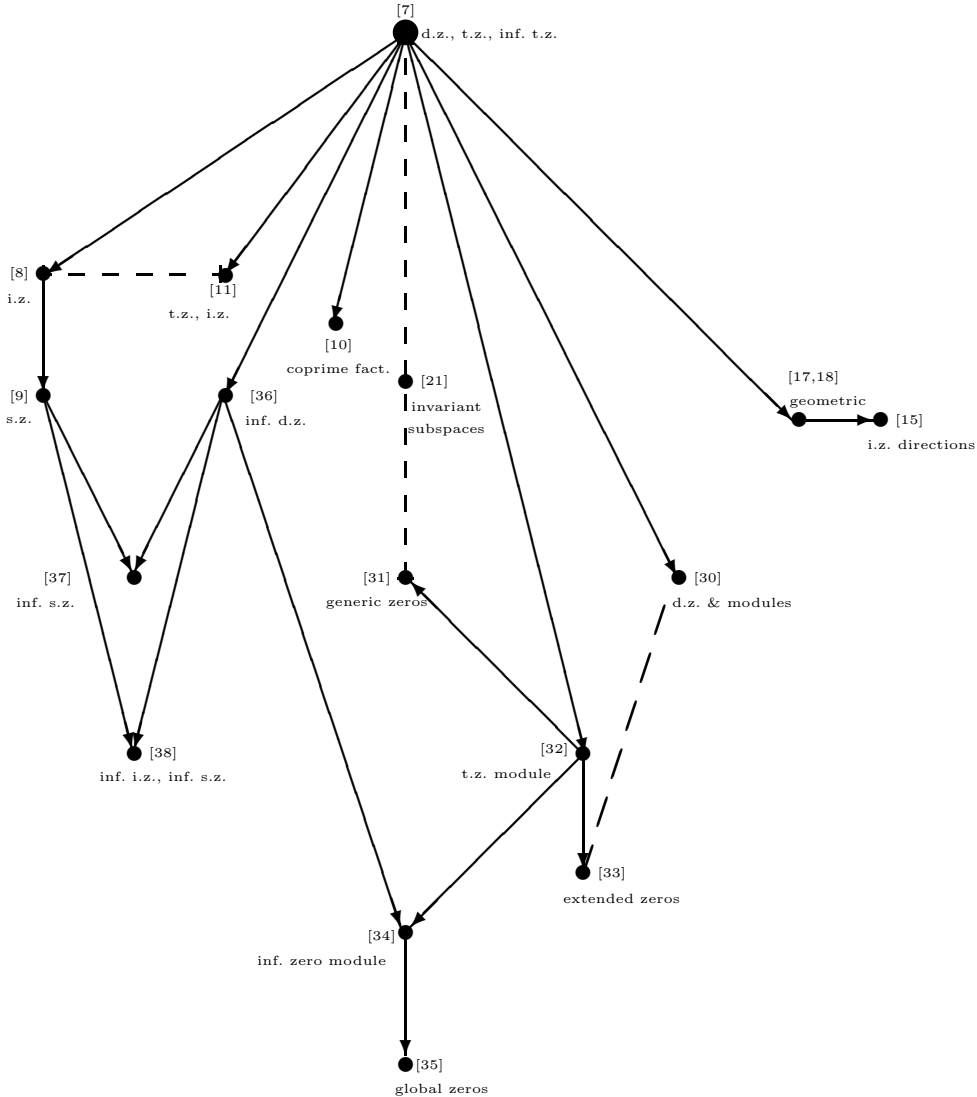 [7]
d.z., t.z., inf. t.z.
[8]
i.z.
[11]
t.z., i.z.
[10]
coprime fact.
[21]
invariant
subspaces
[17,18]
geometric
[15]
i.z. directions
[9]
s.z.
[36]
inf. d.z.
[37]
inf. s.z.
[31]
generic zeros
[30]
d.z. & modules
[38]
inf. i.z., inf. s.z.
[32]
t.z. module
[33]
extended zeros
[34]
inf. zero module
[35]
global zeros